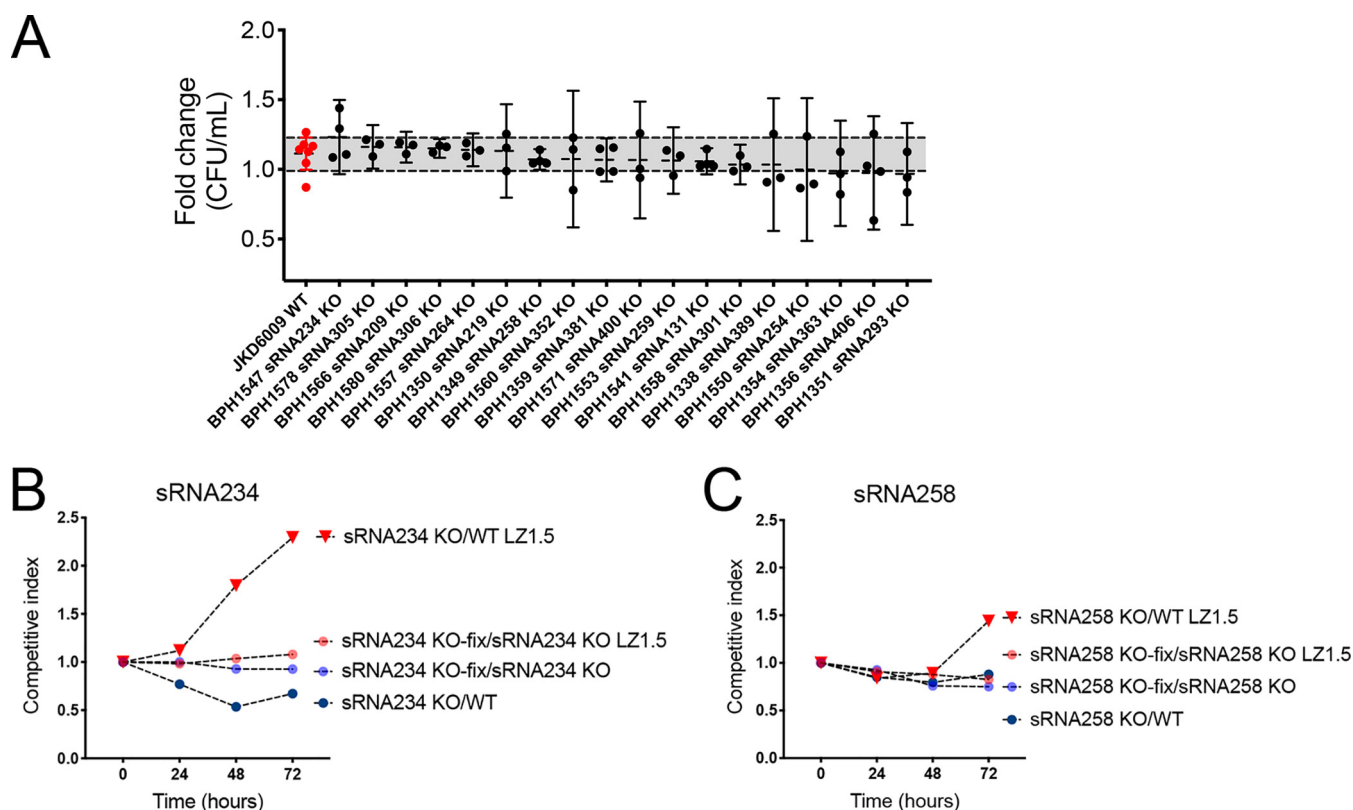 A
2.0
1.5
1.0
0.5
Fold change
(CFU/mL)
JKD6009 WT
BPH1547 sRNA234 KO
BPH1578 sRNA305 KO
BPH1566 sRNA209 KO
BPH1580 sRNA306 KO
BPH1557 sRNA264 KO
BPH1350 sRNA219 KO
BPH1349 sRNA258 KO
BPH1560 sRNA352 KO
BPH1359 sRNA381 KO
BPH1571 sRNA400 KO
BPH1553 sRNA259 KO
BPH1541 sRNA131 KO
BPH1558 sRNA301 KO
BPH1338 sRNA389 KO
BPH1550 sRNA254 KO
BPH1354 sRNA363 KO
BPH1356 sRNA406 KO
BPH1351 sRNA293 KO
B
sRNA234
2.5
2.0
1.5
1.0
0.5
0.0
Competitive index
0 24 48 72
Time (hours)
sRNA234 KO/WT LZ1.5
sRNA234 KO-fix/sRNA234 KO LZ1.5
sRNA234 KO-fix/sRNA234 KO
sRNA234 KO/WT
C
sRNA258
2.5
2.0
1.5
1.0
0.5
0.0
Competitive index
0 24 48 72
Time (hours)
sRNA258 KO/WT LZ1.5
sRNA258 KO-fix/sRNA258 KO LZ1.5
sRNA258 KO-fix/sRNA258 KO
sRNA258 KO/WT